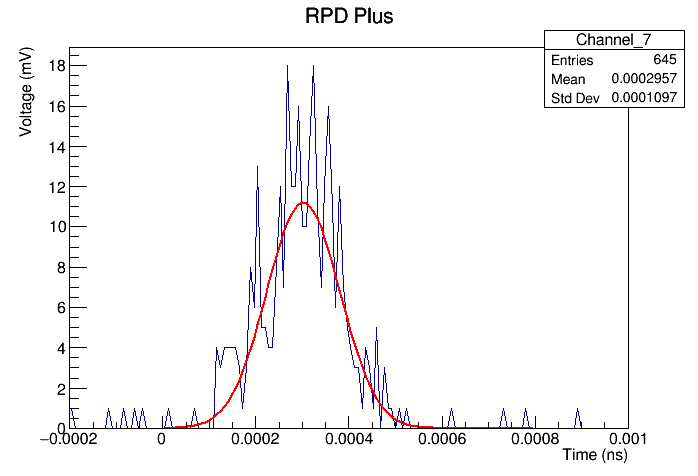 RPD Plus
Channel_7
Entries 645
Mean 0.0002957
Std Dev 0.0001097
Voltage (mV)
18
16
14
12
10
8
6
4
2
0
−0.0002 0 0.0002 0.0004 0.0006 0.0008 0.001
Time (ns)